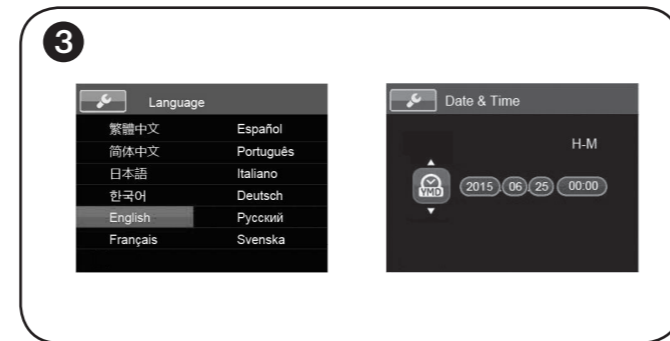 3
Language
繁體中文 Español
简体中文 Português
日本語 Italiano
한국어 Deutsch
English Русский
Français Svenska
Date & Time
H-M
YMD 2015 06 25 00:00